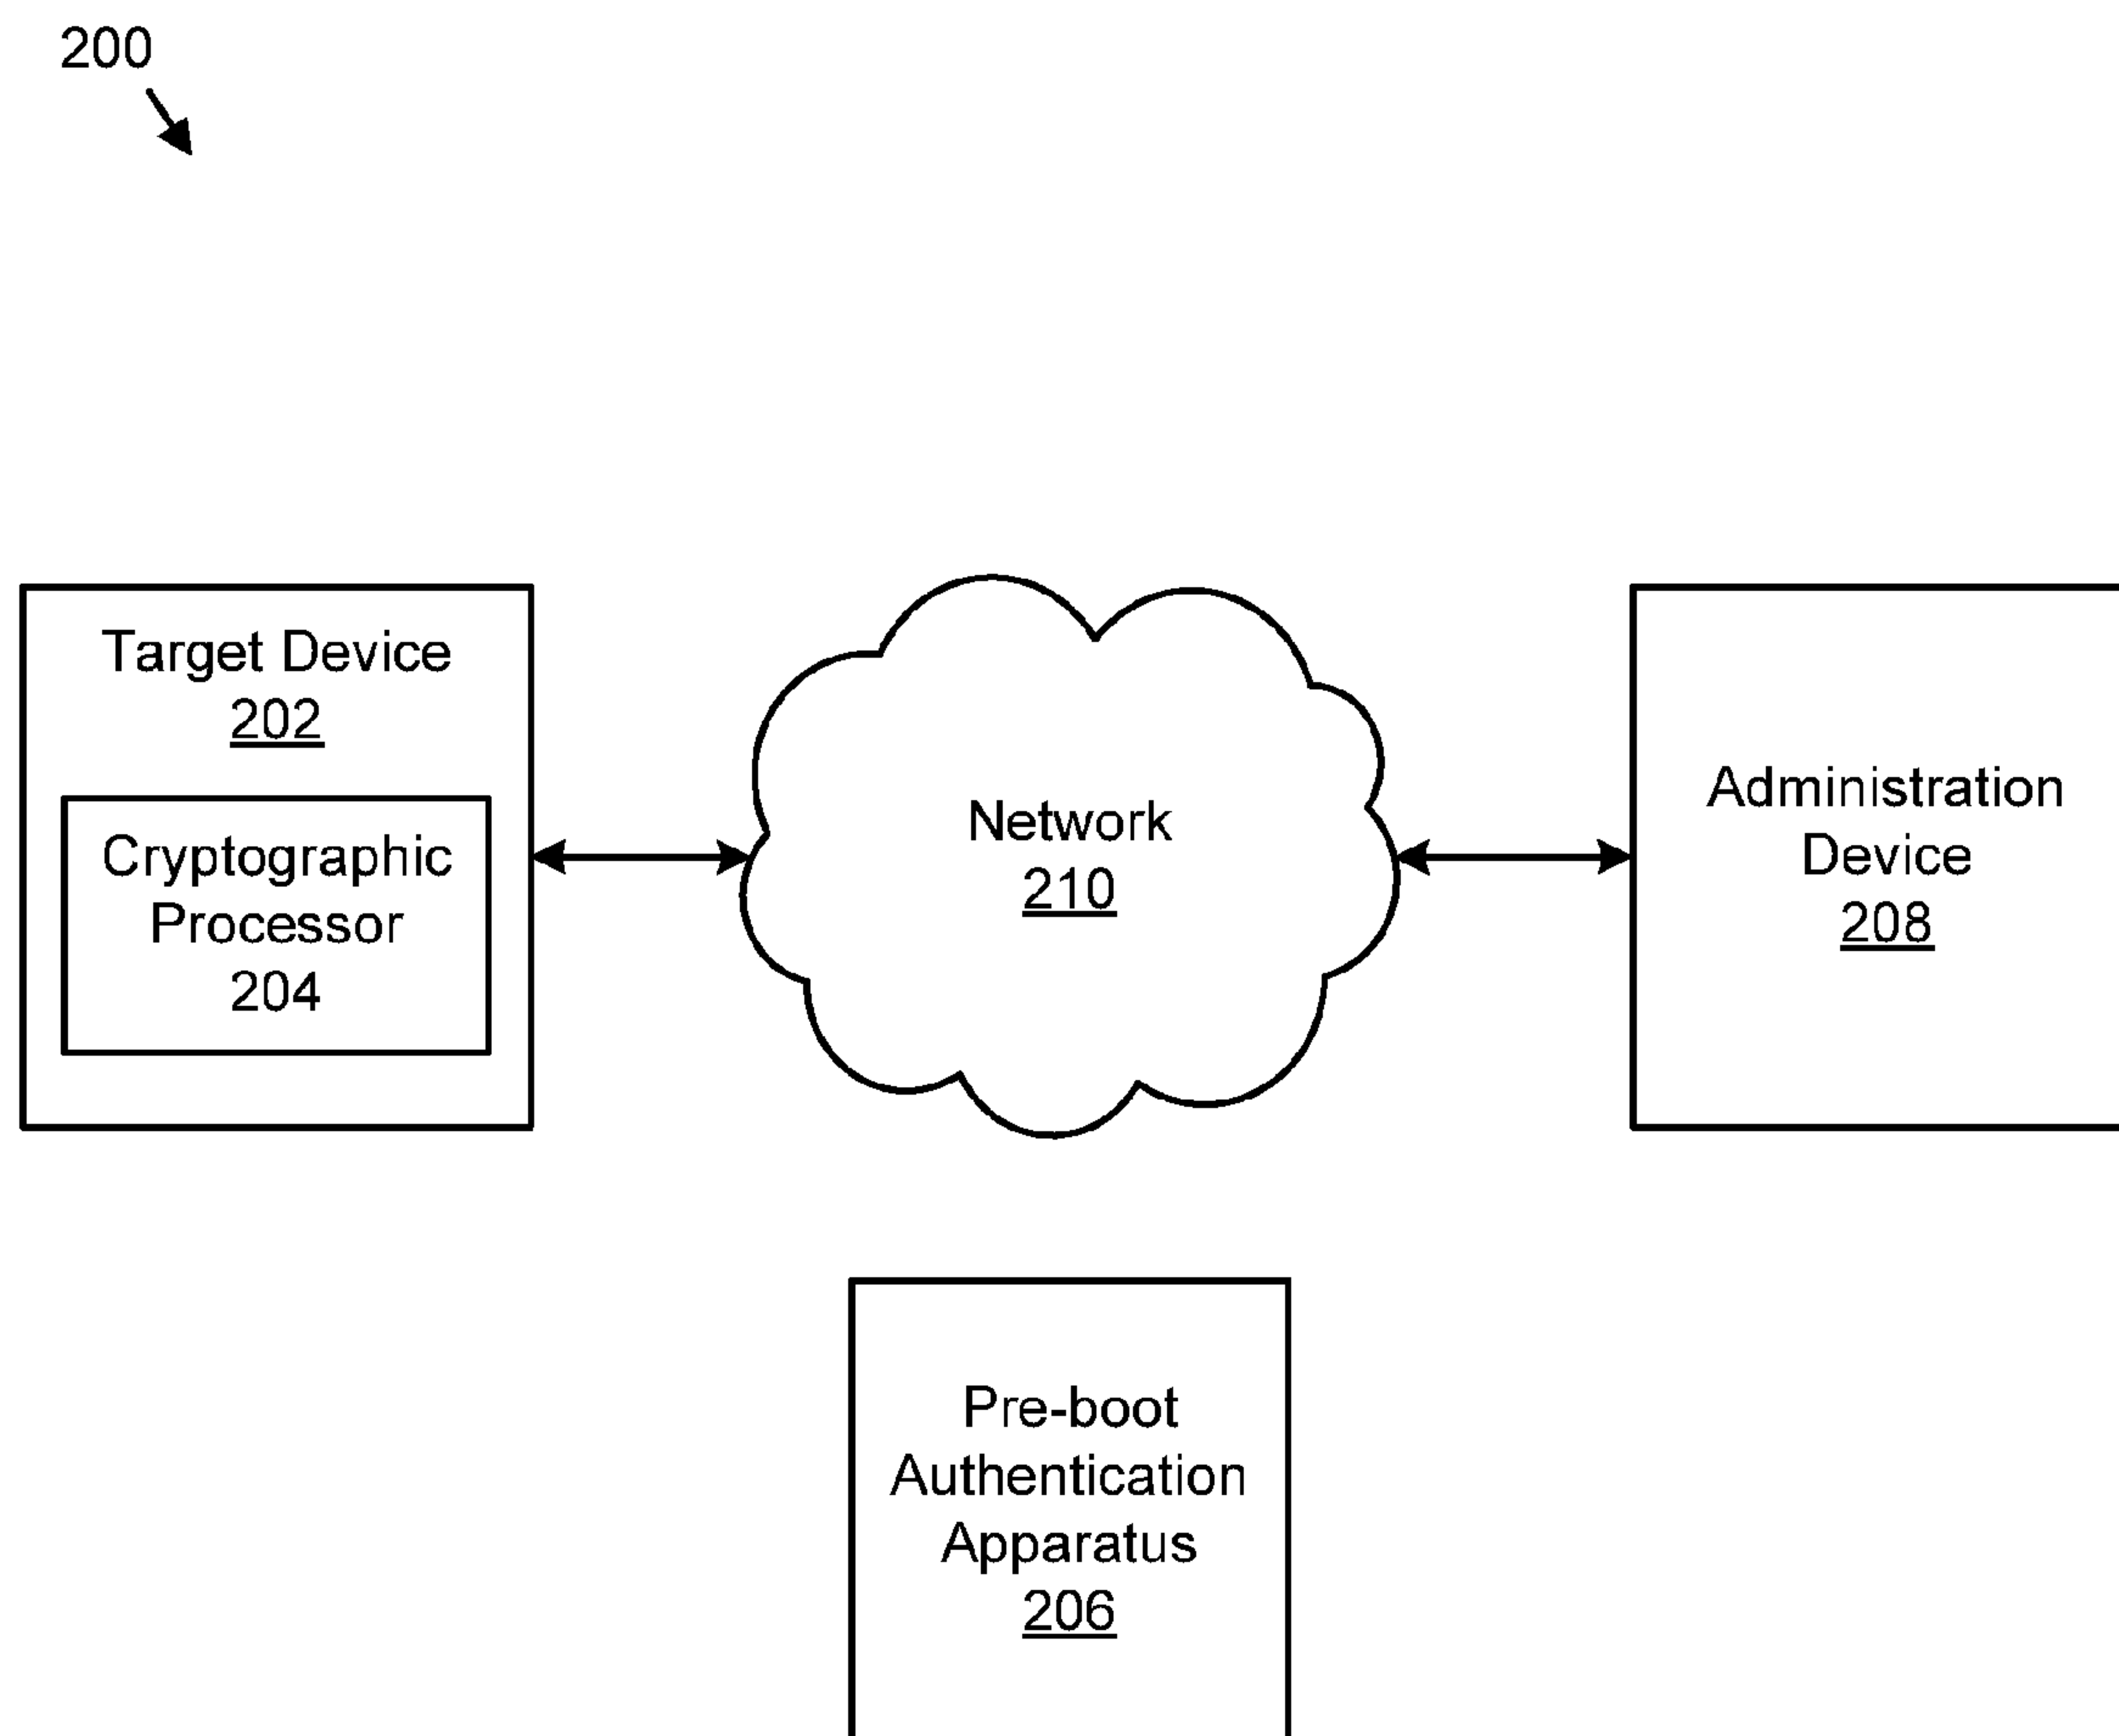 200
Target Device
202
Cryptographic
Processor
204
Network
210
Administration
Device
208
Pre-boot
Authentication
Apparatus
206